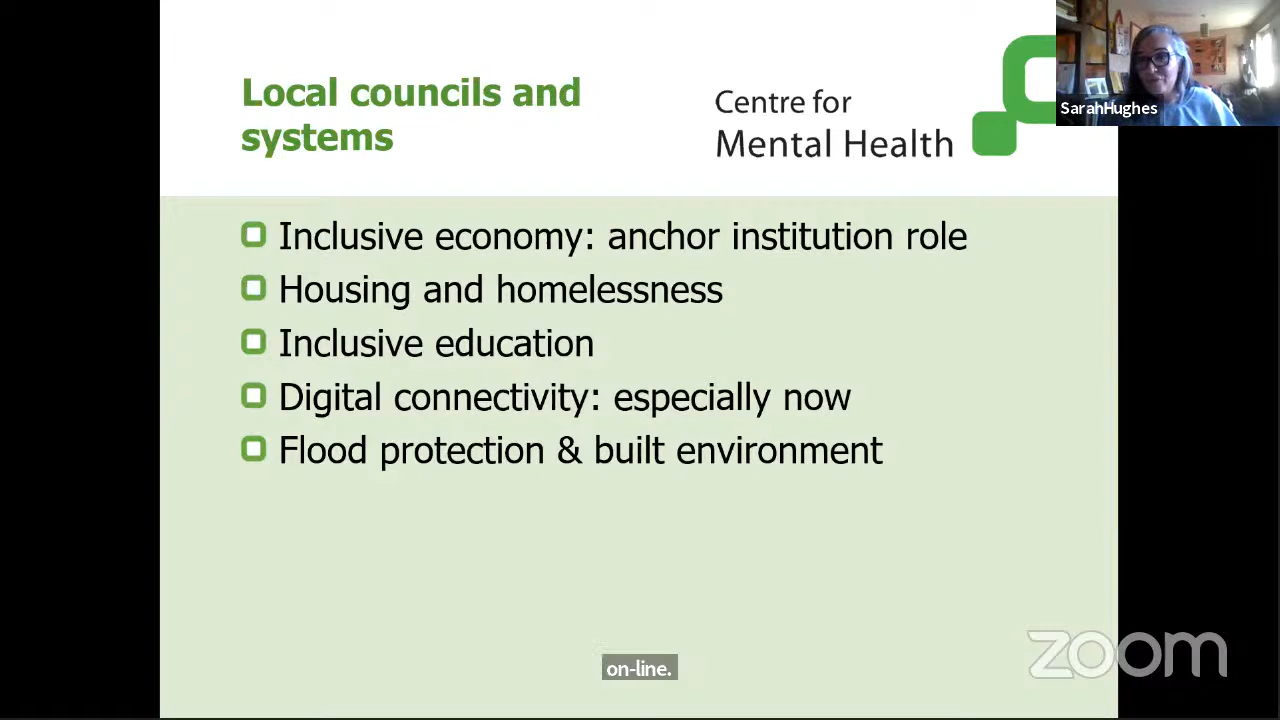 Local councils and
systems
Centre for
Mental Health
SarahHughes
Inclusive economy: anchor institution role
Housing and homelessness
Inclusive education
Digital connectivity: especially now
Flood protection & built environment
on-line.
zoom